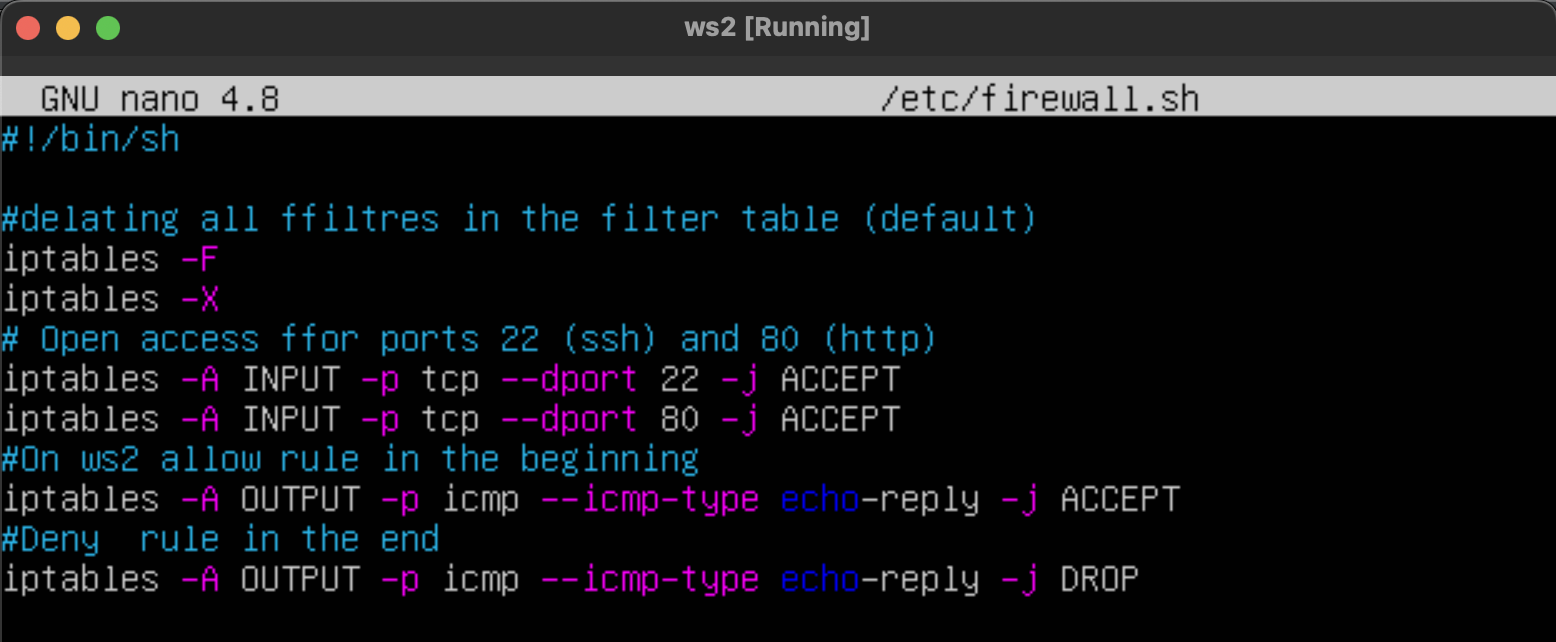 ws2 [Running]
GNU nano 4.8 /etc/firewall.sh
#!/bin/sh
#delating all ffiltres in the filter table (default)
iptables -F
iptables -X
# Open access ffor ports 22 (ssh) and 80 (http)
iptables -A INPUT -p tcp --dport 22 -j ACCEPT
iptables -A INPUT -p tcp --dport 80 -j ACCEPT
#On ws2 allow rule in the beginning
iptables -A OUTPUT -p icmp --icmp-type echo-reply -j ACCEPT
#Deny  rule in the end
iptables -A OUTPUT -p icmp --icmp-type echo-reply -j DROP